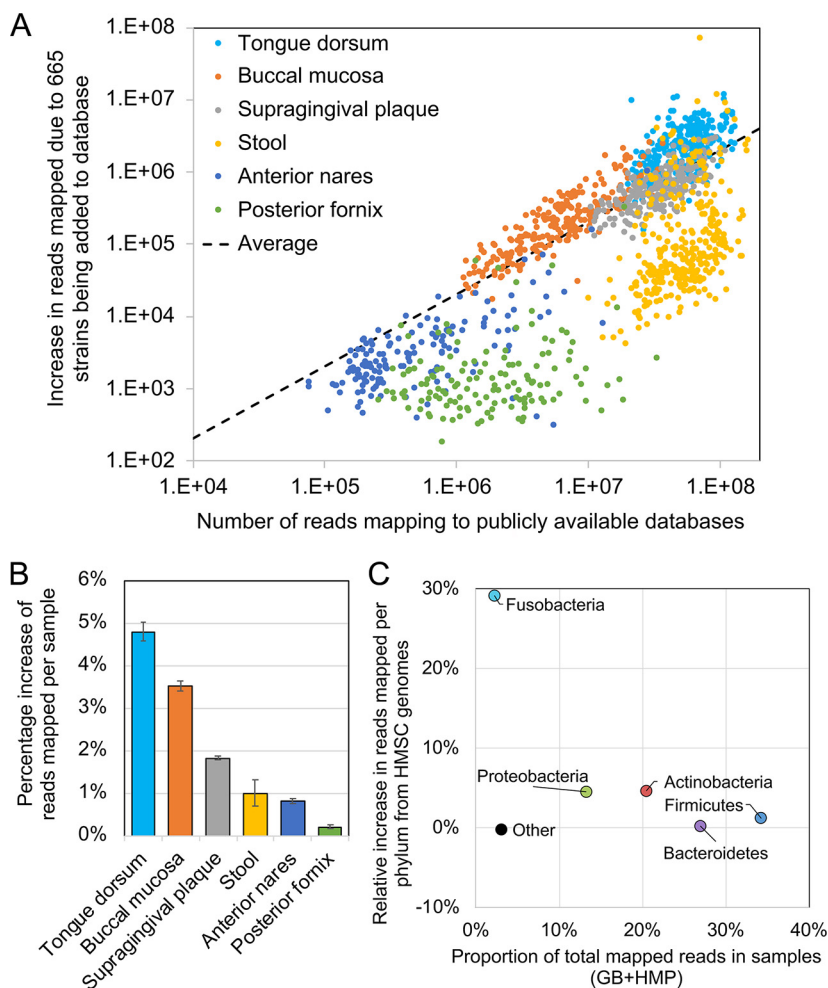 A
Increase in reads mapped due to 665
strains being added to database
1.E+08
1.E+07
1.E+06
1.E+05
1.E+04
1.E+03
1.E+02
Tongue dorsum
Buccal mucosa
Supragingival plaque
Stool
Anterior nares
Posterior fornix
Average
1.E+04
1.E+05
1.E+06
1.E+07
1.E+08
Number of reads mapping to publicly available databases
B
Percentage increase of
reads mapped per sample
6%
5%
4%
3%
2%
1%
0%
Tongue dorsum
Buccal mucosa
Supragingival plaque
Stool
Anterior nares
Posterior fornix
C
Relative increase in reads mapped per
phylum from HMSC genomes
30%
20%
10%
0%
-10%
Fusobacteria
Proteobacteria
Actinobacteria
Firmicutes
Other
Bacteroidetes
0%
10%
20%
30%
40%
Proportion of total mapped reads in samples
(GB+HMP)